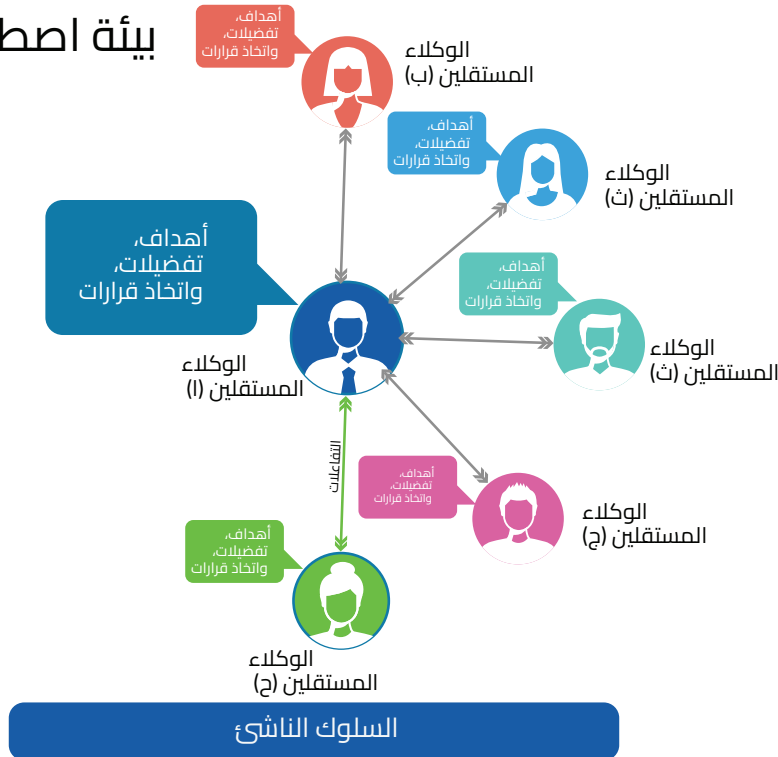 بيئة
أهداف،
تفضيلات،
واتخاذ قرارات
الوكلاء
المستقلين (ب)
أهداف،
تفضيلات،
واتخاذ قرارات
الوكلاء
المستقلين (ث)
أهداف،
تفضيلات،
واتخاذ قرارات
أهداف،
تفضيلات،
واتخاذ قرارات
الوكلاء
المستقلين (ث)
الوكلاء
المستقلين (ا)
التفاعلات
أهداف،
تفضيلات،
واتخاذ قرارات
الوكلاء
المستقلين (ج)
أهداف،
تفضيلات،
واتخاذ قرارات
الوكلاء
المستقلين (ح)
السلوك الناشئ